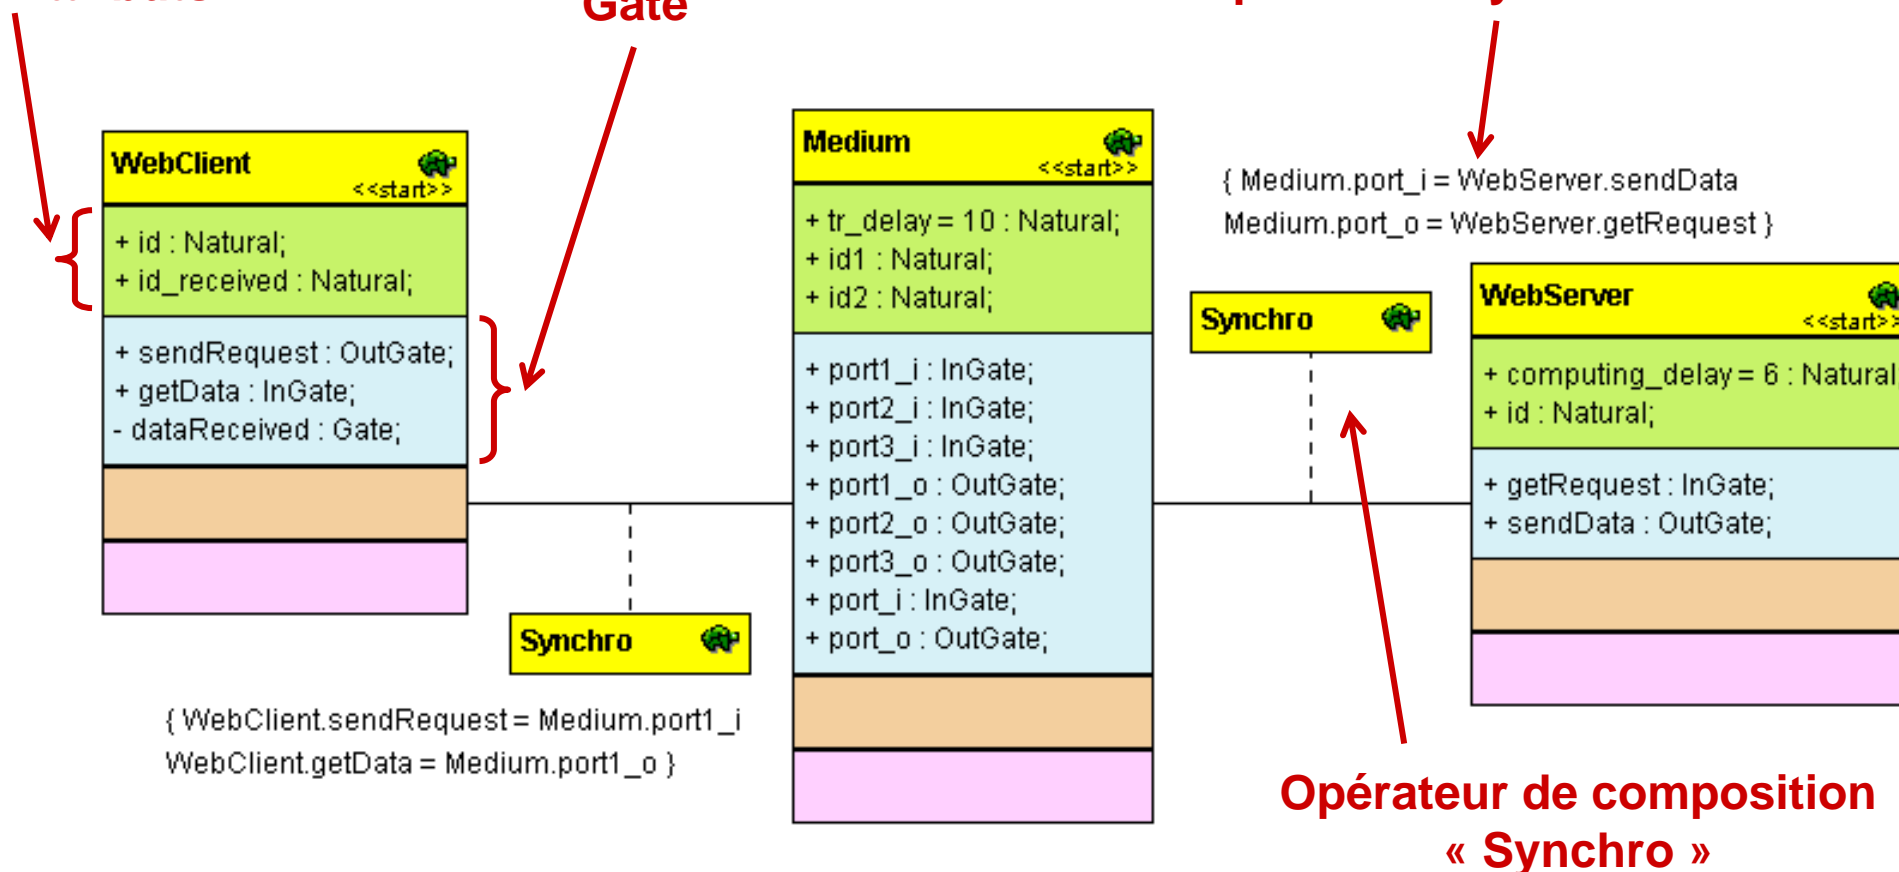 Gate
WebClient
<<start>>
+ id : Natural;
+ id_received : Natural;
+ sendRequest : OutGate;
+ getData : InGate;
- dataReceived : Gate;
Synchro
{ WebClient.sendRequest = Medium.port1_i
WebClient.getData = Medium.port1_o }
Medium
<<start>>
+ tr_delay = 10 : Natural;
+ id1 : Natural;
+ id2 : Natural;
+ port1_i : InGate;
+ port2_i : InGate;
+ port3_i : InGate;
+ port1_o : OutGate;
+ port2_o : OutGate;
+ port3_o : OutGate;
+ port_i : InGate;
+ port_o : OutGate;
{ Medium.port_i = WebServer.sendData
Medium.port_o = WebServer.getRequest }
Synchro
WebServer
<<start>>
+ computing_delay = 6 : Natural;
+ id : Natural;
+ getRequest : InGate;
+ sendData : OutGate;
Opérateur de composition
« Synchro »